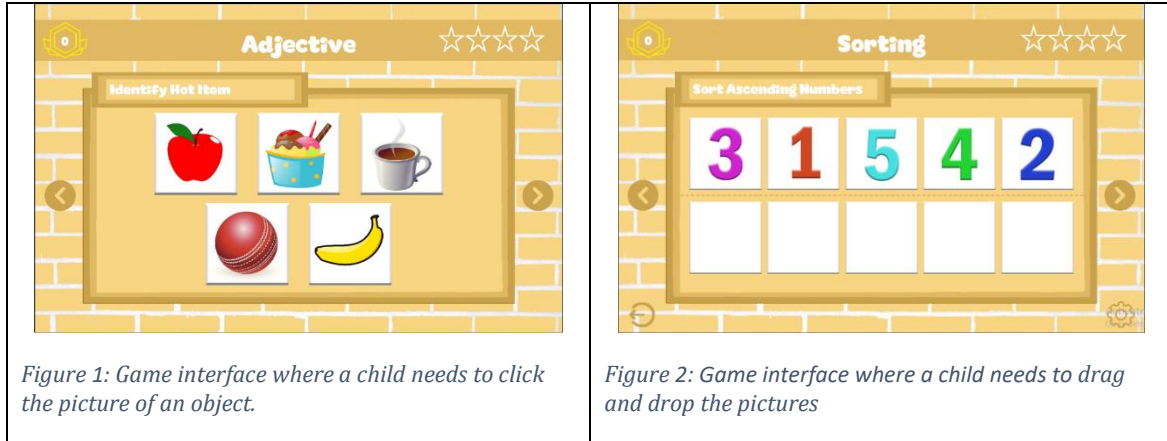 0
Adjective
Identify Hot Item
Figure 1: Game interface where a child needs to click
the picture of an object.
0
Sorting
Sort Ascending Numbers
3 1 5 4 2
Figure 2: Game interface where a child needs to drag
and drop the pictures